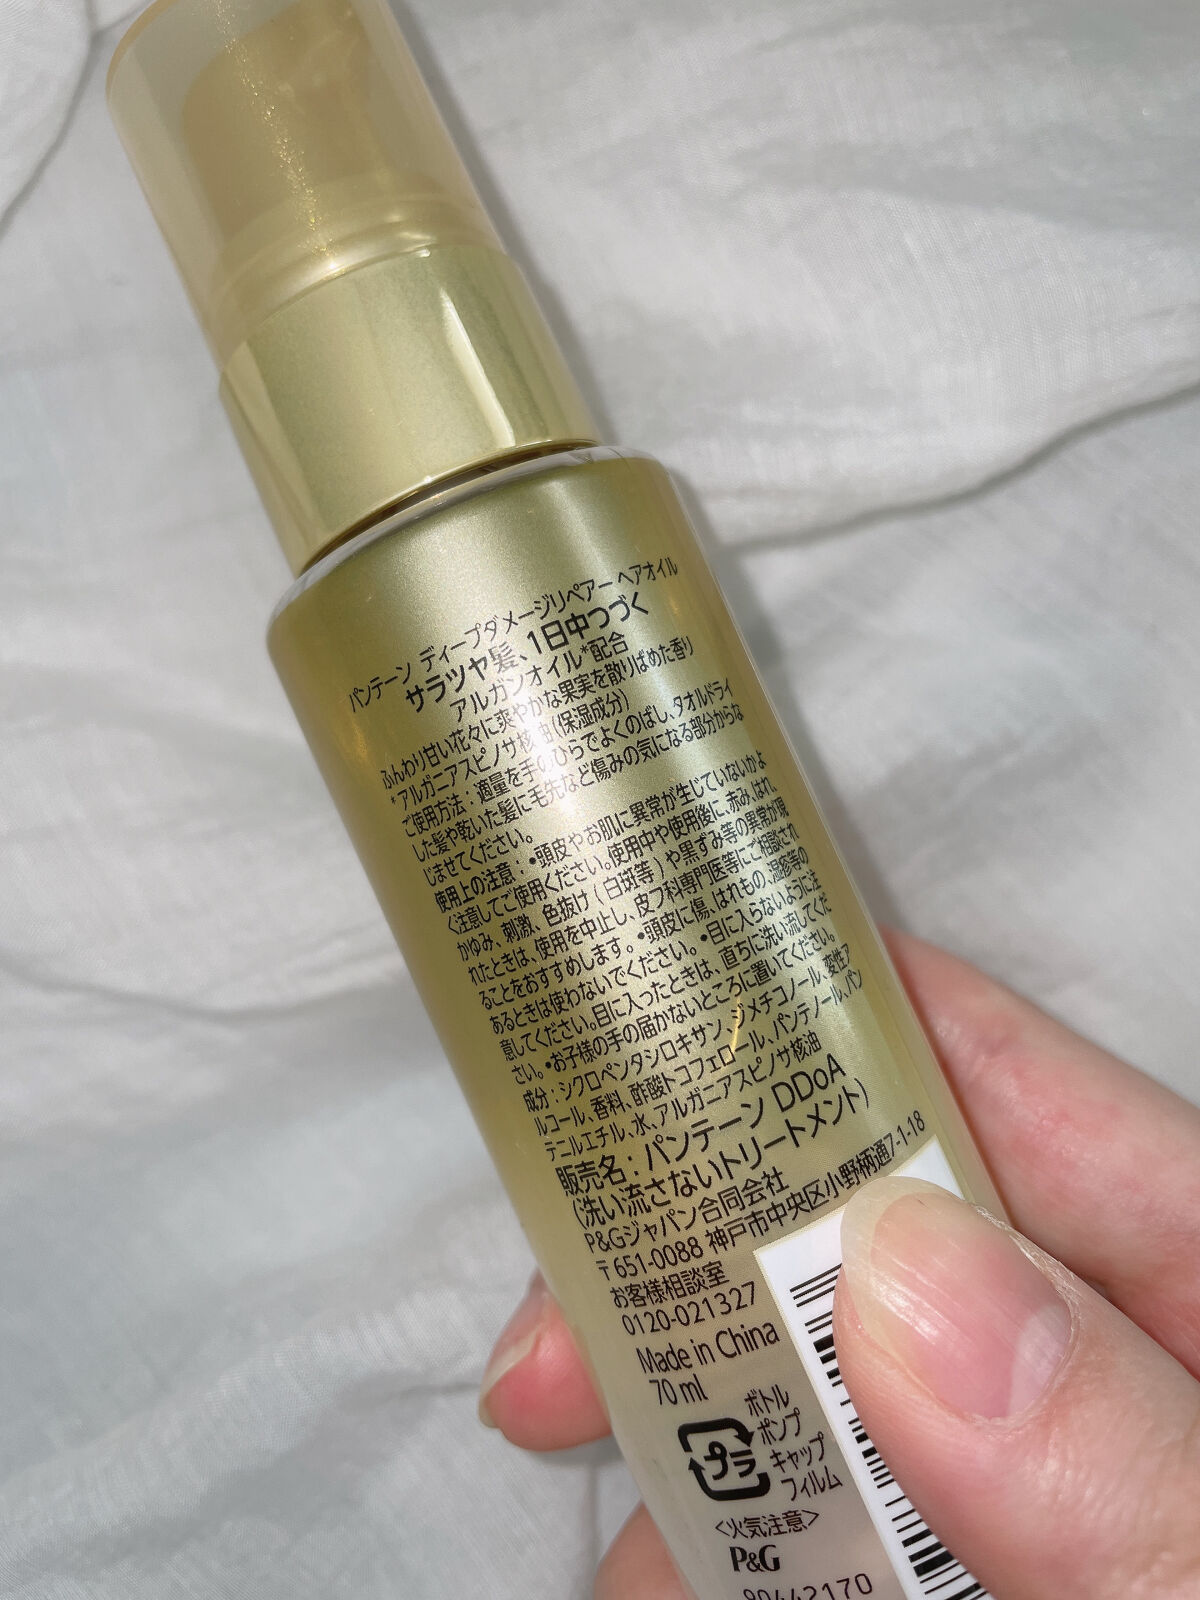 パンテーン ディープダメージリペアー ヘアオイル
サラツヤ髪、1日中つづく
アルガンオイル*配合
ふんわり甘い花々に爽やかな果実を散りばめた香り
*アルガニアスピノサ核油(保湿成分)
ご使用方法:適量を手のひらでよくのばし、タオルドライ
した髪や乾いた髪に毛先など傷みの気になる部分からな
じませてください。
使用上の注意:•頭皮やお肌に異常が生じていないかよ
く注意してご使用ください。使用中や使用後に、赤み、はれ、
かゆみ、刺激、色抜け(白斑等)や黒ずみ等の異常が現
れたときは、使用を中止し、皮フ科専門医等にご相談され
ることをおすすめします。•頭皮に傷、はれもの、湿疹等の
あるときは使わないでください。•目に入らないように注
意してください。目に入ったときは、直ちに洗い流してくだ
さい。•お子様の手の届かないところに置いてください。
成分:シクロペンタシロキサン、ジメチコノール、変性ア
ルコール、香料、酢酸トコフェロール、パンテノール、パン
テニルエチル、水、アルガニアスピノサ核油
販売名:パンテーン DDoA
(洗い流さないトリートメント)
P&Gジャパン合同会社
〒651-0088 神戸市中央区小野柄通7-1-18
お客様相談室
0120-021327
Made in China
70 ml
プラ
ボトル
ポンプ
キャップ
フィルム
<火気注意>
P&G
90442170